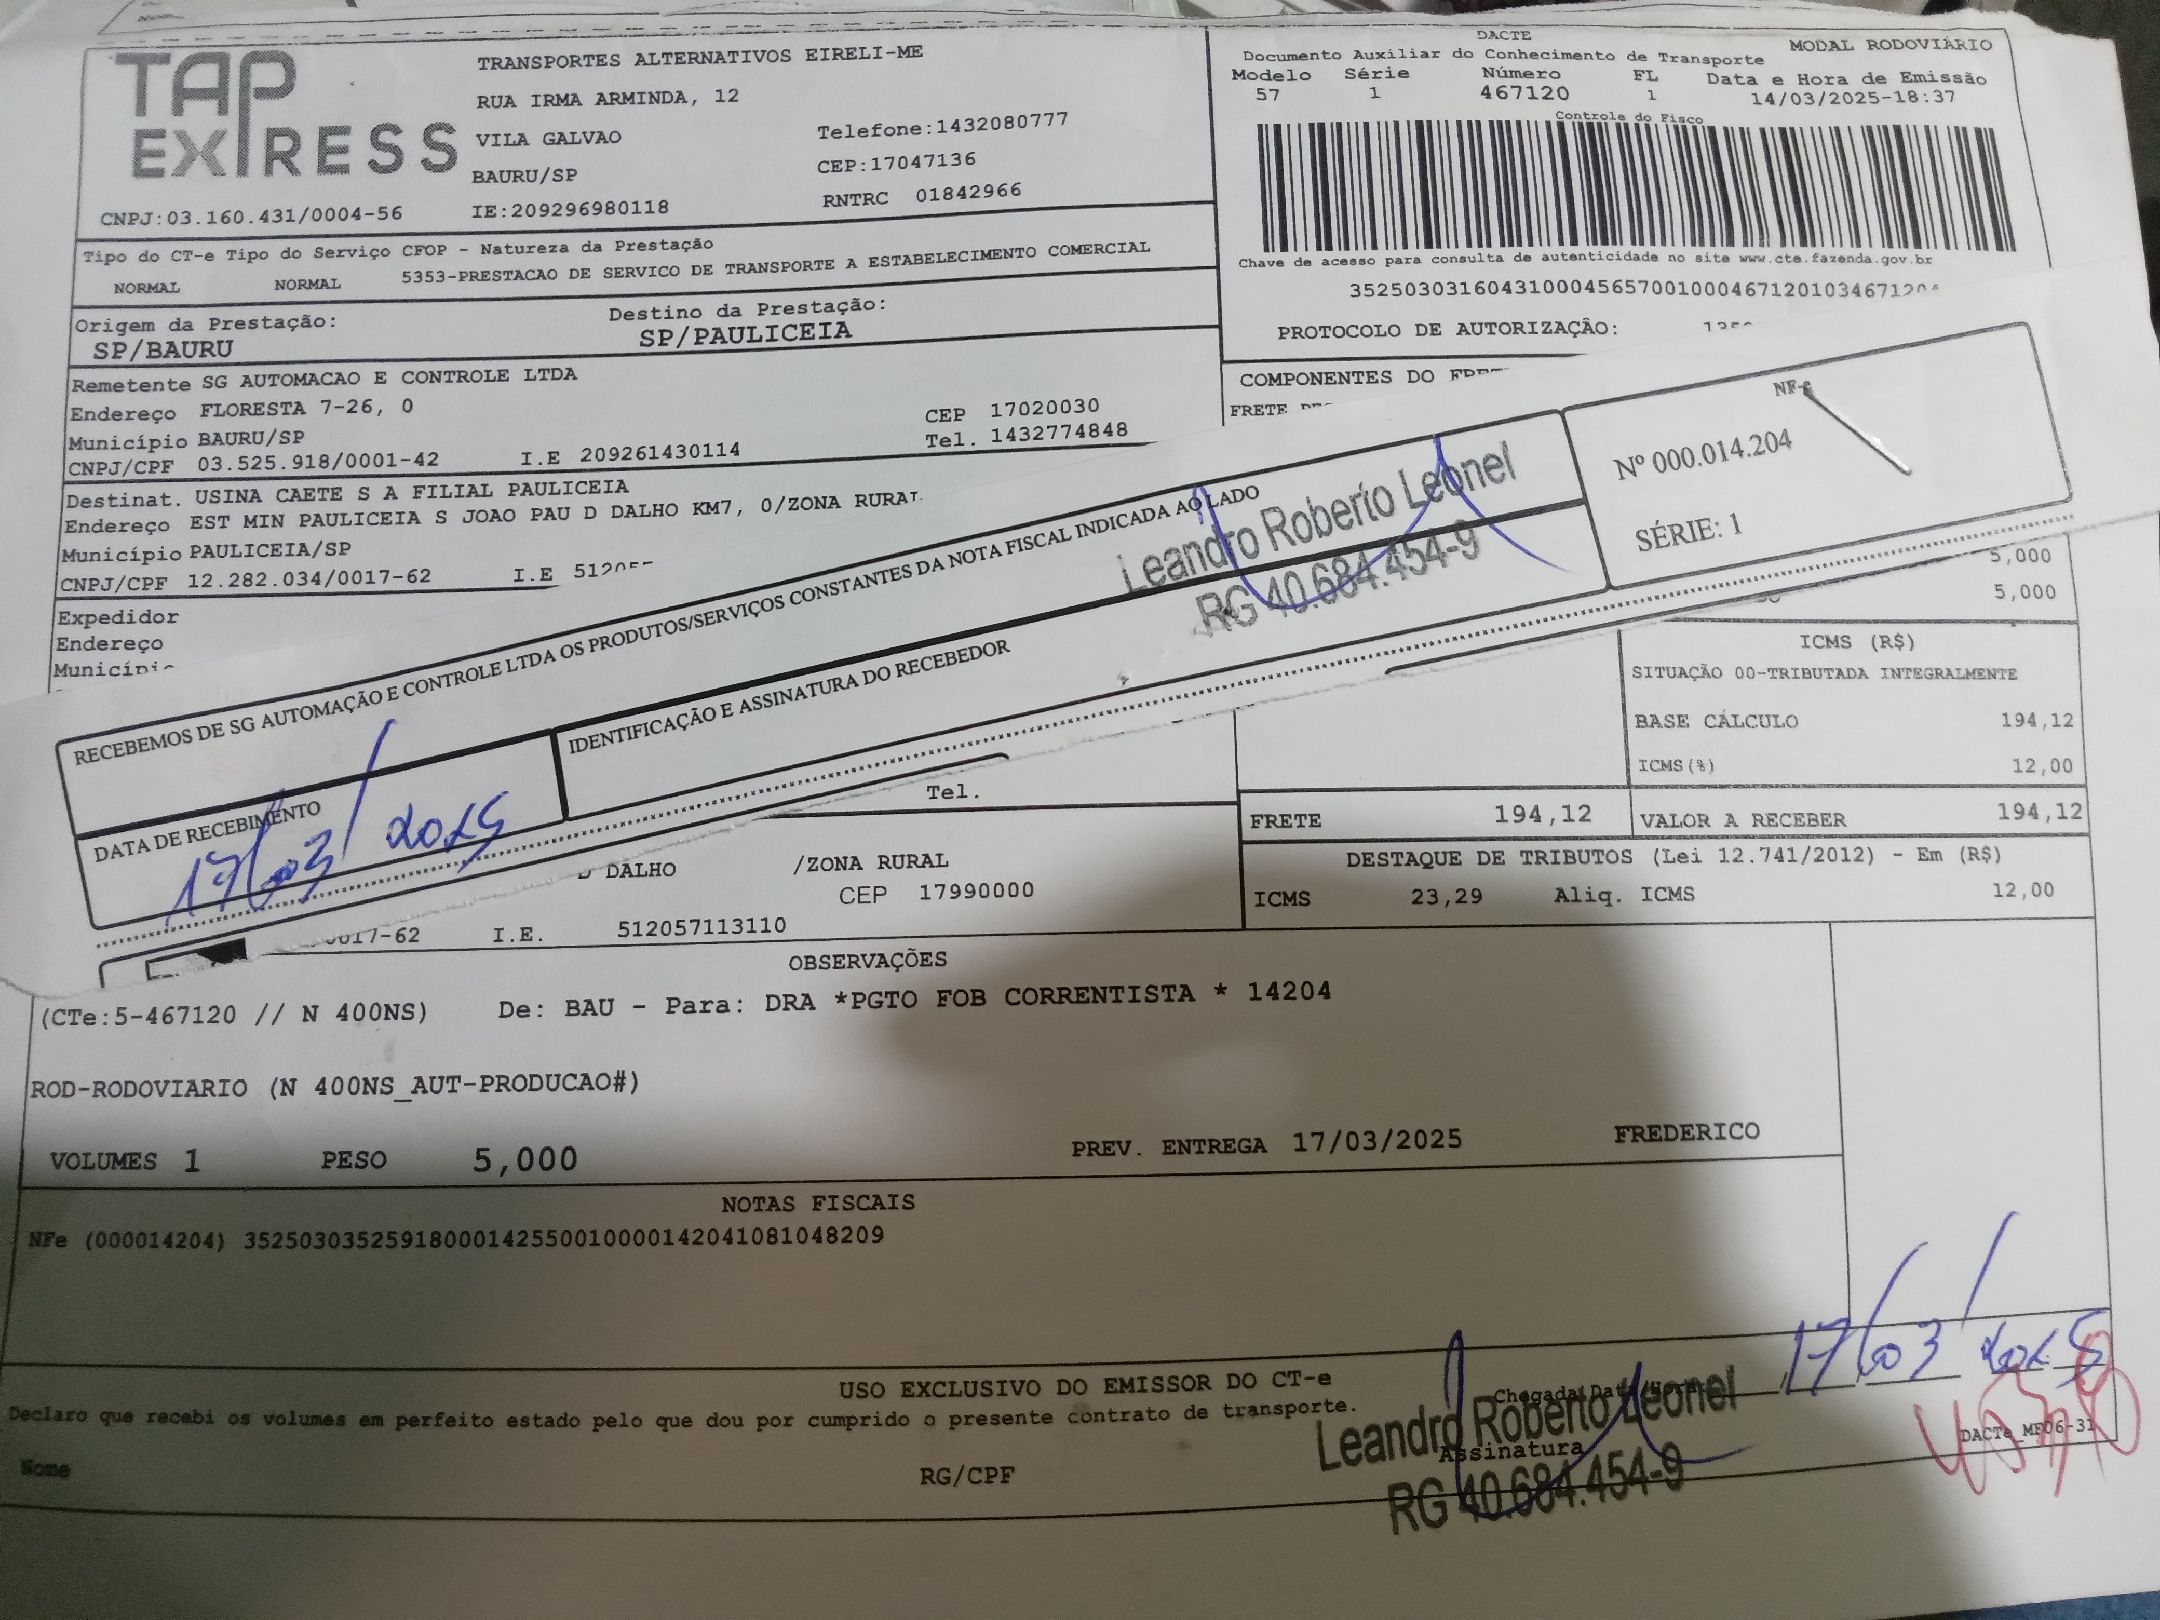 TAP EXPRESS
TRANSPORTES ALTERNATIVOS EIRELI-ME
RUA IRMA ARMINDA, 12
VILA GALVAO
Telefone:1432080777
BAURU/SP
CEP:17047136
CNPJ:03.160.431/0004-56
IE:209296980118
RNTRC 01842966
DACTE
Documento Auxiliar do Conhecimento de Transporte
MODAL RODOVIÁRIO
Modelo Série Número FL Data e Hora de Emissão
57 1 467120 1 14/03/2025-18:37
Controle do Fisco
Chave de acesso para consulta de autenticidade no site www.cte.fazenda.gov.br
PROTOCOLO DE AUTORIZAÇÃO:
Tipo do CT-e Tipo do Serviço CFOP - Natureza da Prestação
NORMAL NORMAL 5353-PRESTACAO DE SERVICO DE TRANSPORTE A ESTABELECIMENTO COMERCIAL
Origem da Prestação: Destino da Prestação:
SP/BAURU SP/PAULICEIA
Remetente SG AUTOMACAO E CONTROLE LTDA
Endereço FLORESTA 7-26, 0 CEP 17020030
Município BAURU/SP Tel. 1432774848
CNPJ/CPF 03.525.918/0001-42 I.E 209261430114
COMPONENTES DO
FRETE
Destinat. USINA CAETE S A FILIAL PAULICEIA
Endereço EST MIN PAULICEIA S JOAO PAU D DALHO KM7, 0/ZONA RURAL
Município PAULICEIA/SP
CNPJ/CPF 12.282.034/0017-62 I.E
Expedidor
Endereço
RECEBEMOS DE SG AUTOMAÇÃO E CONTROLE LTDA OS PRODUTOS/SERVIÇOS CONSTANTES DA NOTA FISCAL INDICADA AO LADO
NF-e
Nº 000.014.204
SÉRIE: 1
DATA DE RECEBIMENTO
17/03/2025
IDENTIFICAÇÃO E ASSINATURA DO RECEBEDOR
Leandro Roberto Leonel
RG 40.684.454-9
5,000
5,000
ICMS (R$)
SITUAÇÃO 00-TRIBUTADA INTEGRALMENTE
BASE CÁLCULO 194,12
ICMS(%) 12,00
Tel.
FRETE 194,12 VALOR A RECEBER 194,12
DALHO /ZONA RURAL
CEP 17990000
I.E. 512057113110
DESTAQUE DE TRIBUTOS (Lei 12.741/2012) - Em (R$)
ICMS 23,29 Aliq. ICMS 12,00
OBSERVAÇÕES
(CTe:5-467120 // N 400NS) De: BAU - Para: DRA *PGTO FOB CORRENTISTA * 14204
ROD-RODOVIARIO (N 400NS_AUT-PRODUCAO#)
VOLUMES 1 PESO 5,000 PREV. ENTREGA 17/03/2025 FREDERICO
NOTAS FISCAIS
NFe (000014204) 35250303525918000142550010000142041081048209
USO EXCLUSIVO DO EMISSOR DO CT-e
Declaro que recebi os volumes em perfeito estado pelo que dou por cumprido o presente contrato de transporte.
Nome RG/CPF Assinatura
Leandro Roberto Leonel
RG 40.684.454-9
17/03/2025
DACTe_MF06-31